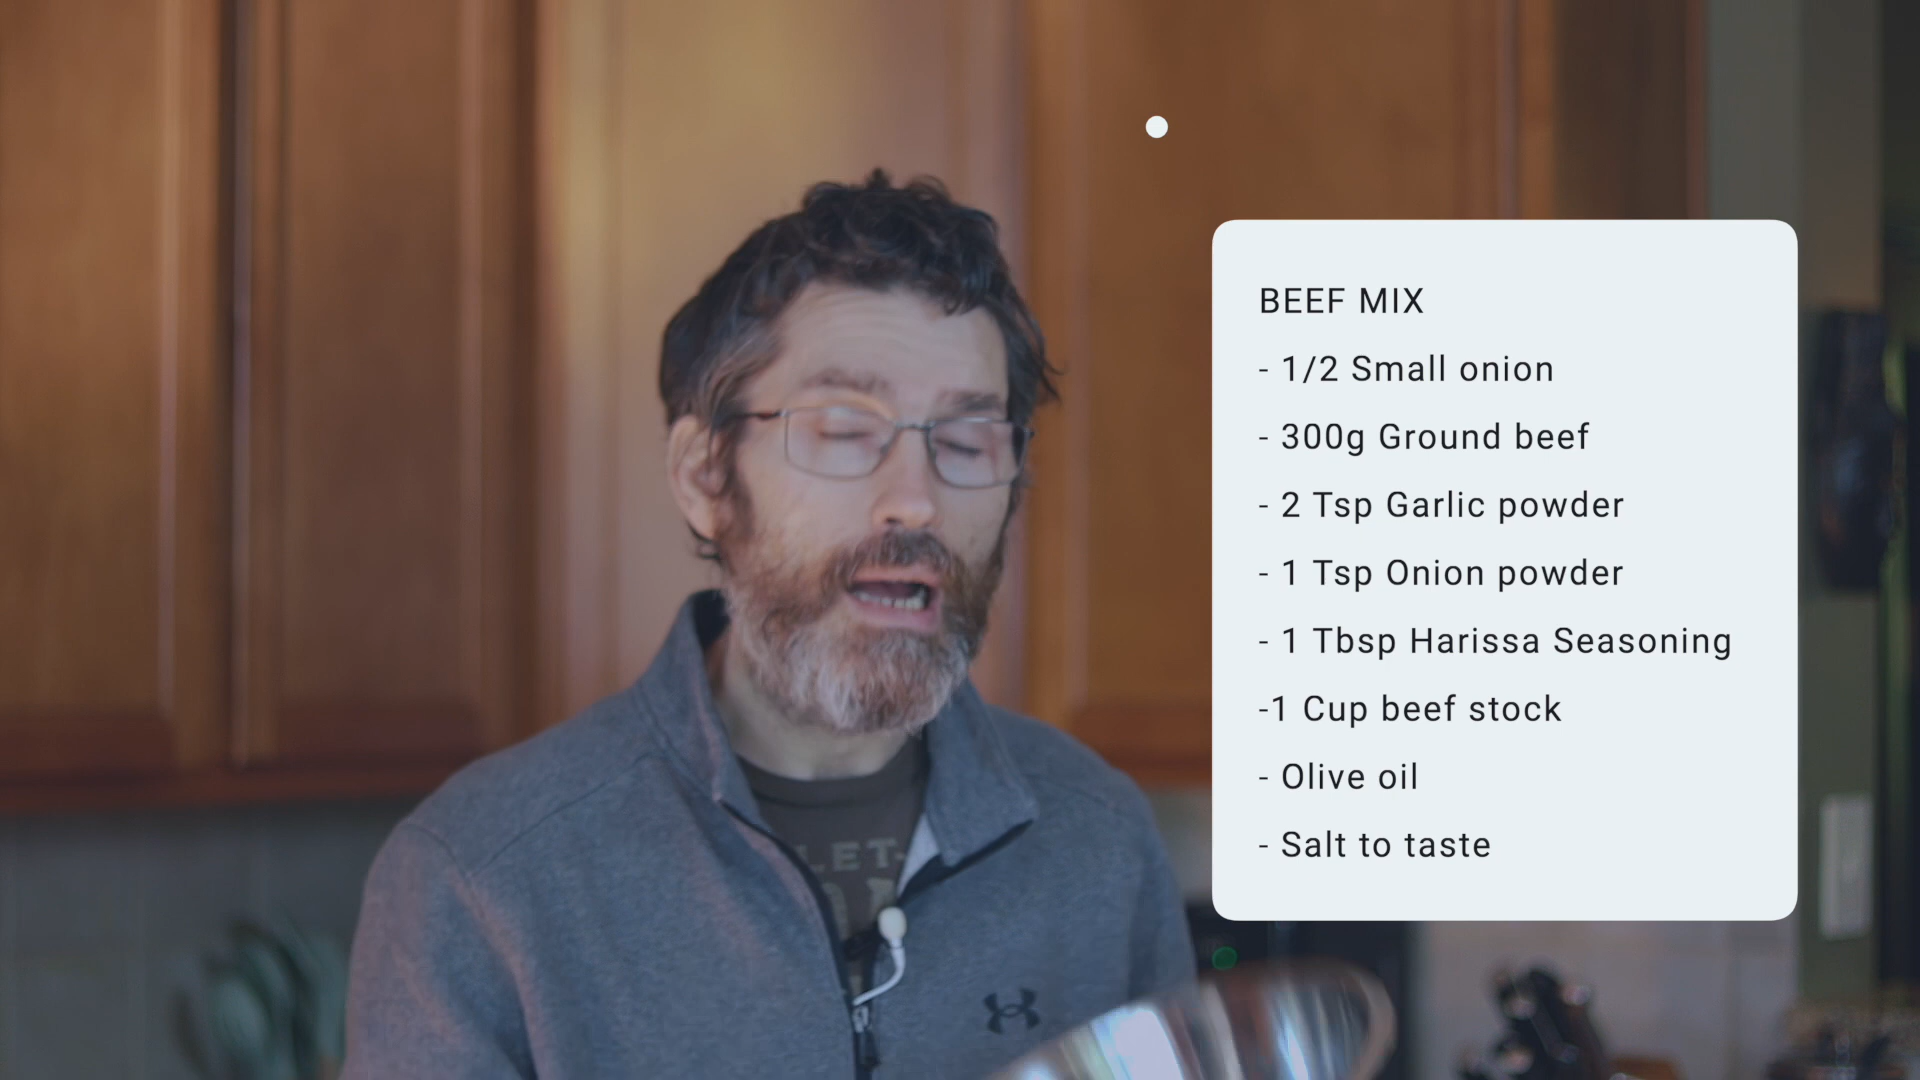 BEEF MIX
- 1/2 Small onion
- 300g Ground beef
- 2 Tsp Garlic powder
- 1 Tsp Onion powder
- 1 Tbsp Harissa Seasoning
-1 Cup beef stock
- Olive oil
- Salt to taste
LET-